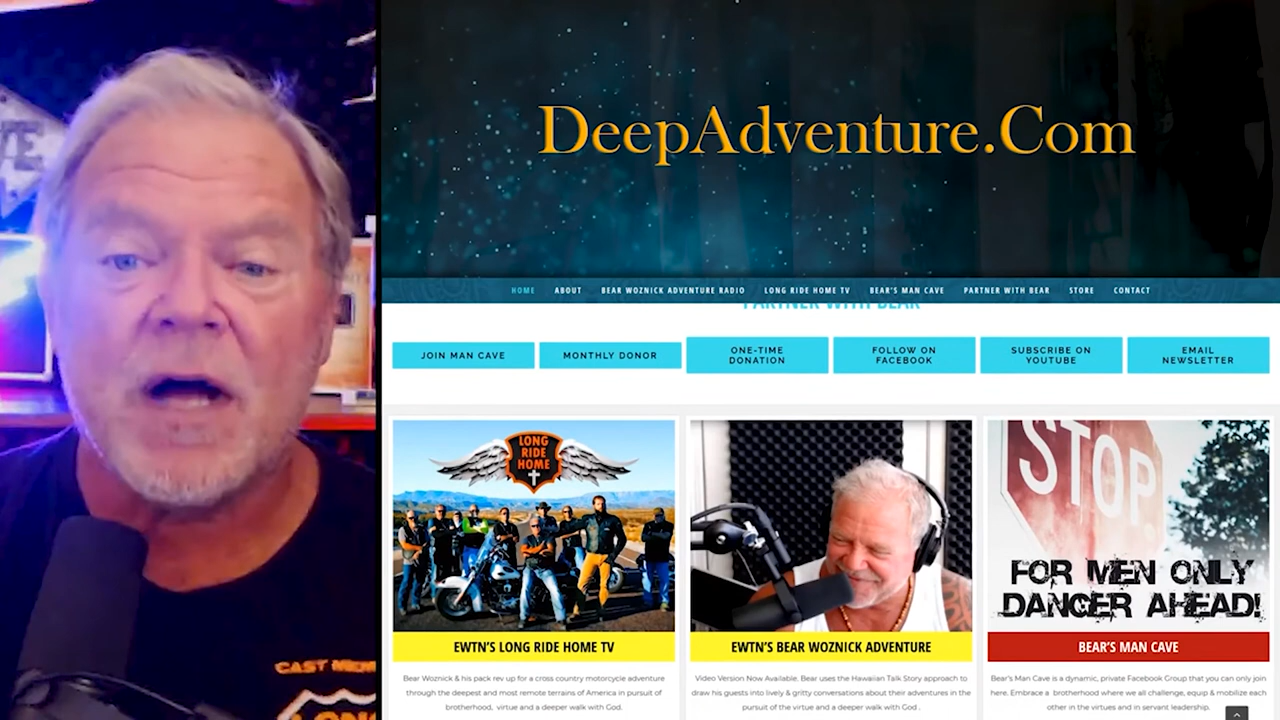 DeepAdventure.Com
HOME ABOUT BEAR WOZNICK ADVENTURE RADIO LONG RIDE HOME TV BEAR'S MAN CAVE PARTNER WITH BEAR STORE CONTACT
PARTNER WITH BEAR
JOIN MAN CAVE
MONTHLY DONOR
ONE-TIME
DONATION
FOLLOW ON
FACEBOOK
SUBSCRIBE ON
YOUTUBE
EMAIL
NEWSLETTER
LONG
RIDE
HOME
EWTN'S LONG RIDE HOME TV
Bear Woznick & his pack rev up for a cross country motorcycle adventure
through the deepest and most remote terrains of America in pursuit of
brotherhood, virtue and a deeper walk with God.
EWTN'S BEAR WOZNICK ADVENTURE
Video Version Now Available. Bear uses the Hawaiian Talk Story approach to
draw his guests into lively & gritty conversations about their adventures in the
pursuit of the virtue and a deeper walk with God .
STOP
FOR MEN ONLY
DANGER AHEAD!
BEAR'S MAN CAVE
Bear's Man Cave is a dynamic, private Facebook Group that you can only join
here. Embrace a brotherhood where we all challenge, equip & mobilize each
other in the virtues and in servant leadership.
CAST MEM
LONG